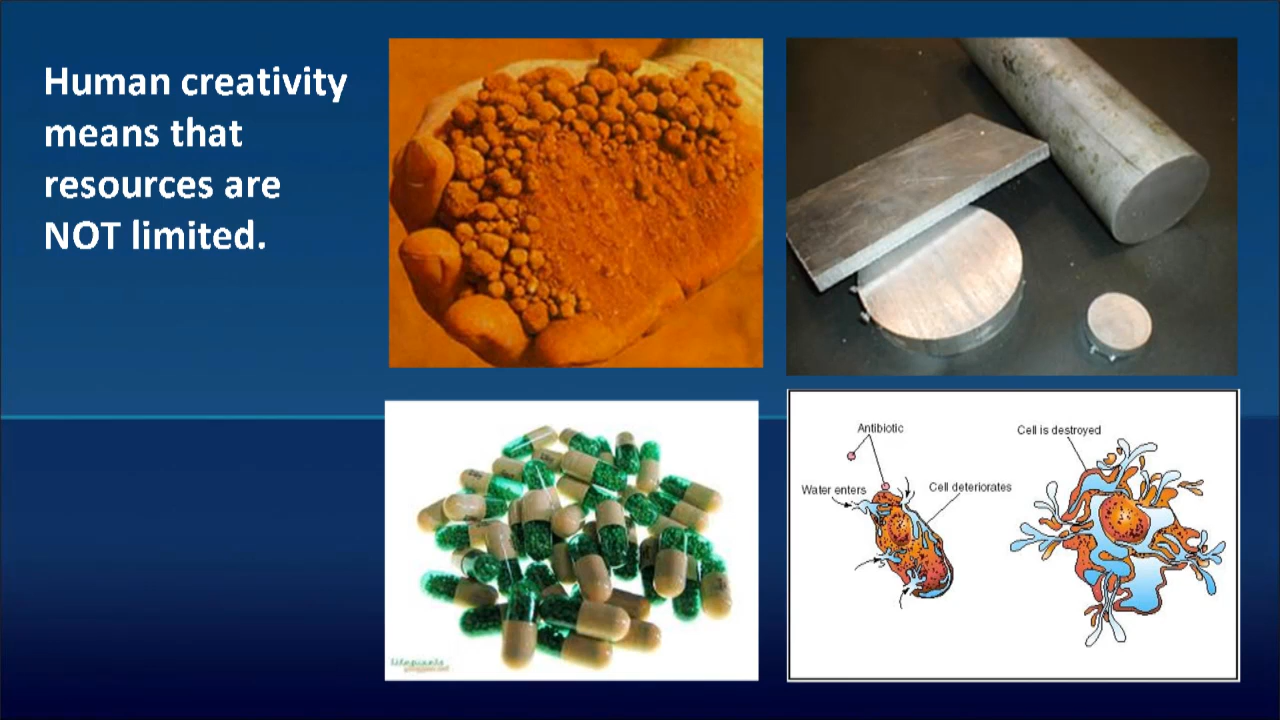 Human creativity
means that
resources are
NOT limited.
Antibiotic
Cell is destroyed
Water enters
Cell deteriorates